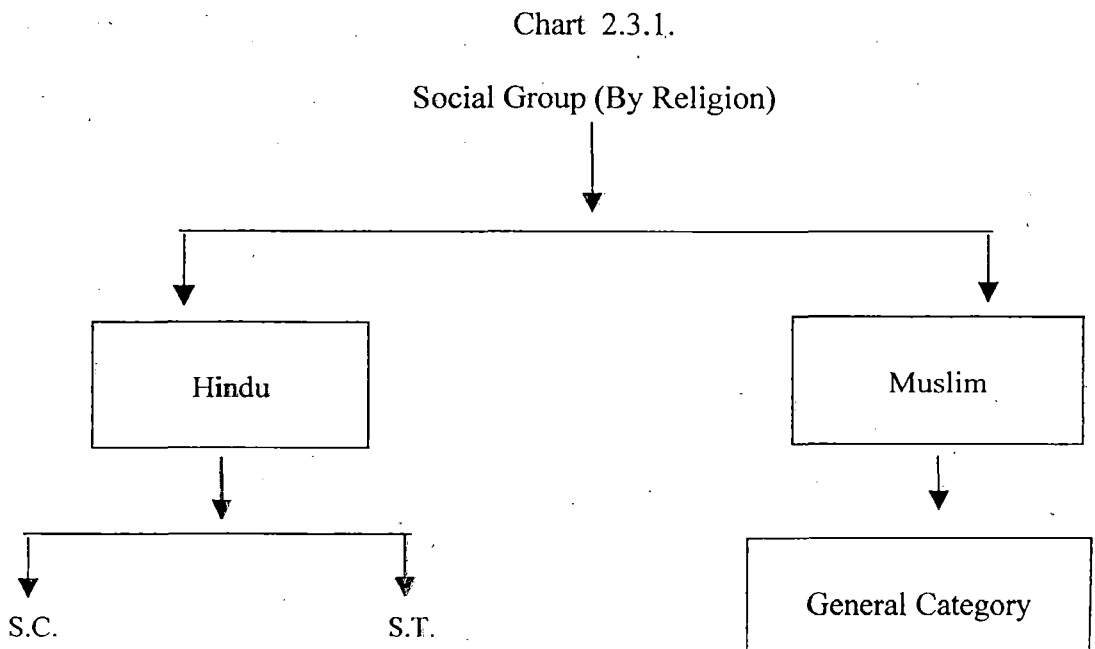 Chart 2.3.1.
Social Group (By Religion)
Hindu
Muslim
S.C.
S.T.
General Category